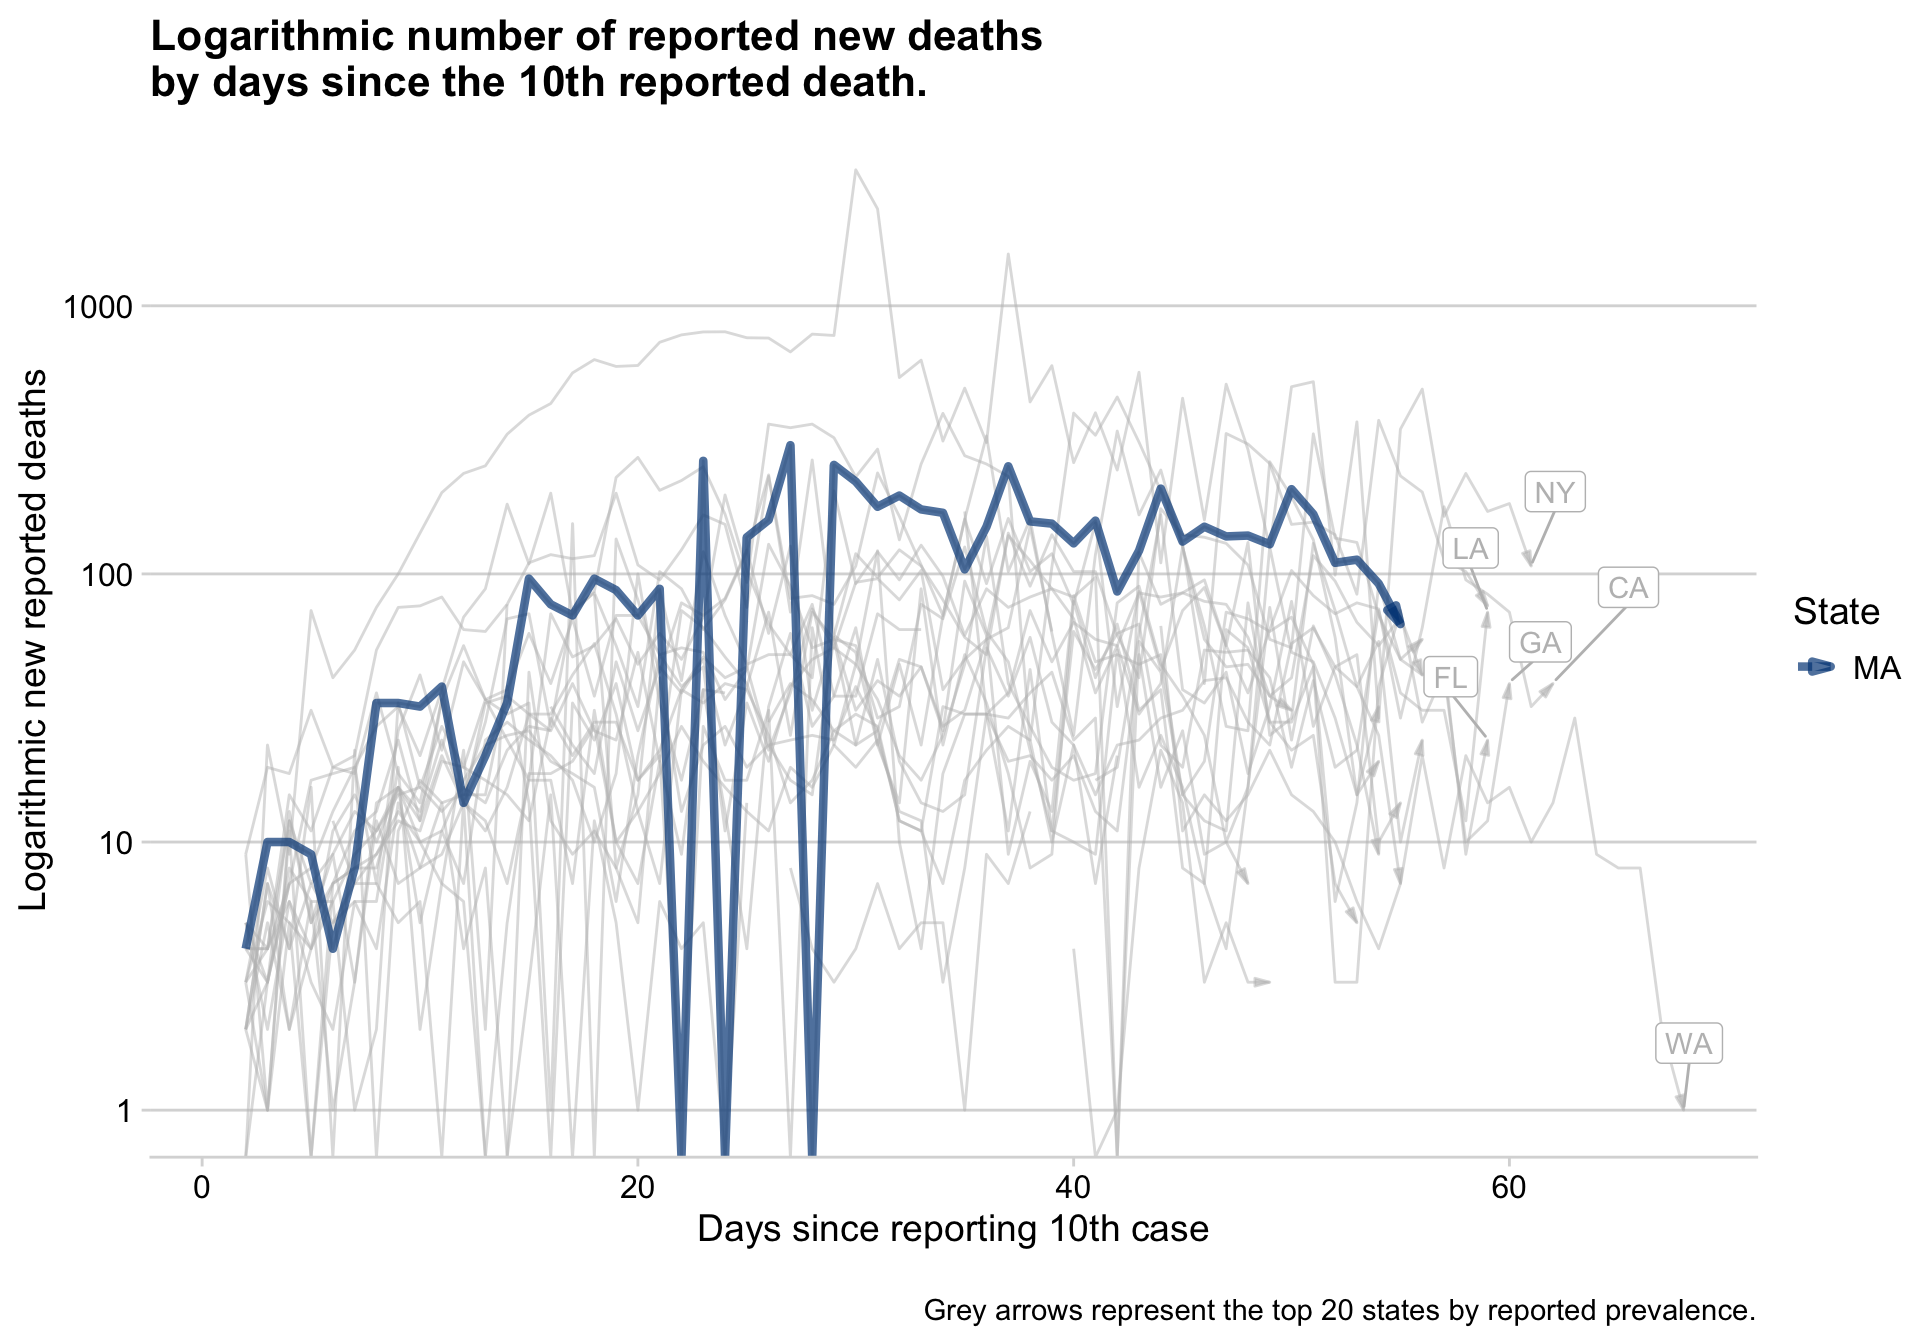 Logarithmic number of reported new deaths
by days since the 10th reported death.
Logarithmic new reported deaths
1000
100
10
1
NY
LA
CA
GA
FL
WA
State
MA
0
20
40
60
Days since reporting 10th case
Grey arrows represent the top 20 states by reported prevalence.